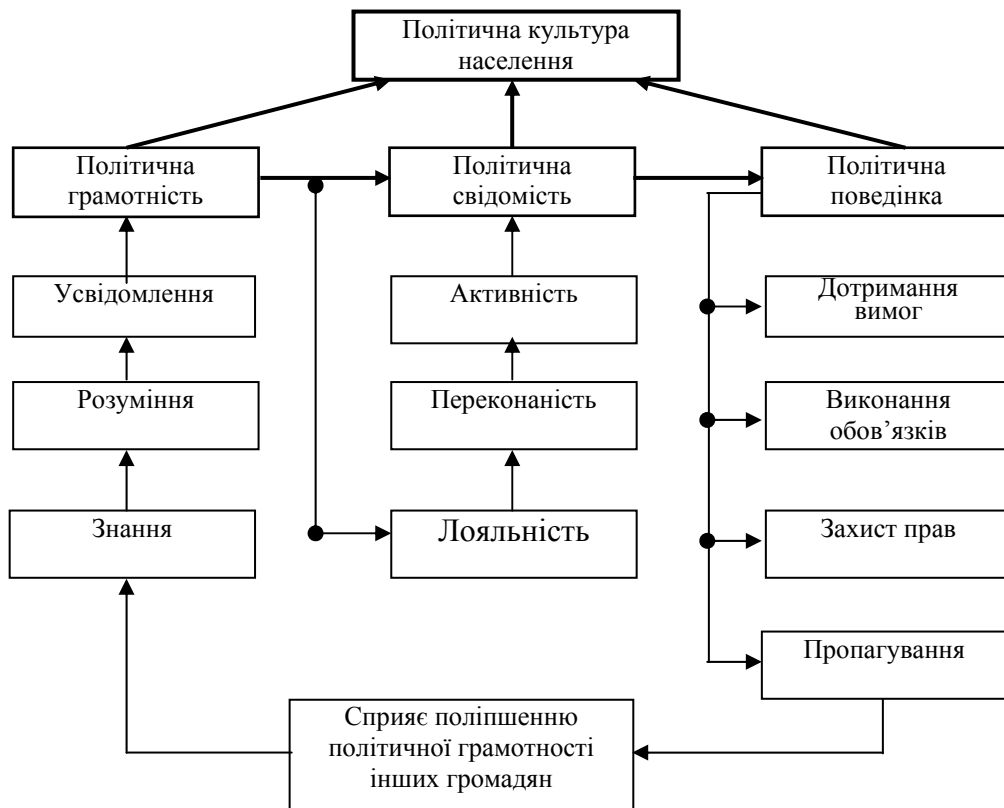 Політична культура
населення
Політична
грамотність
Політична
свідомість
Політична
поведінка
Усвідомлення
Активність
Дотримання
вимог
Розуміння
Переконаність
Виконання
обов’язків
Знання
Лояльність
Захист прав
Пропагування
Сприяє поліпшенню
політичної грамотності
інших громадян